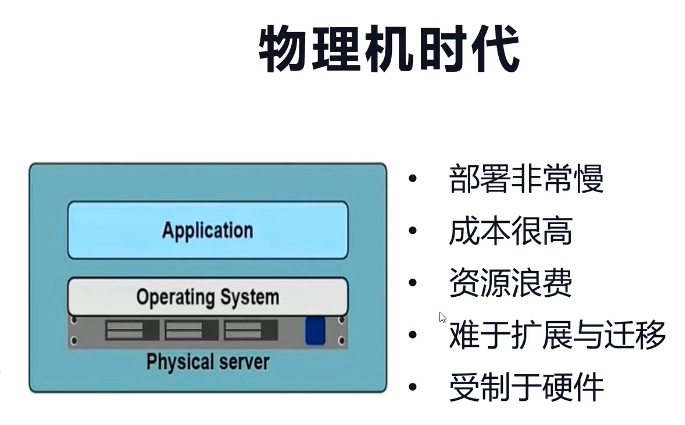 物理机时代
Application
Operating System
Physical server
• 部署非常慢
• 成本很高
• 资源浪费
• 难于扩展与迁移
• 受制于硬件